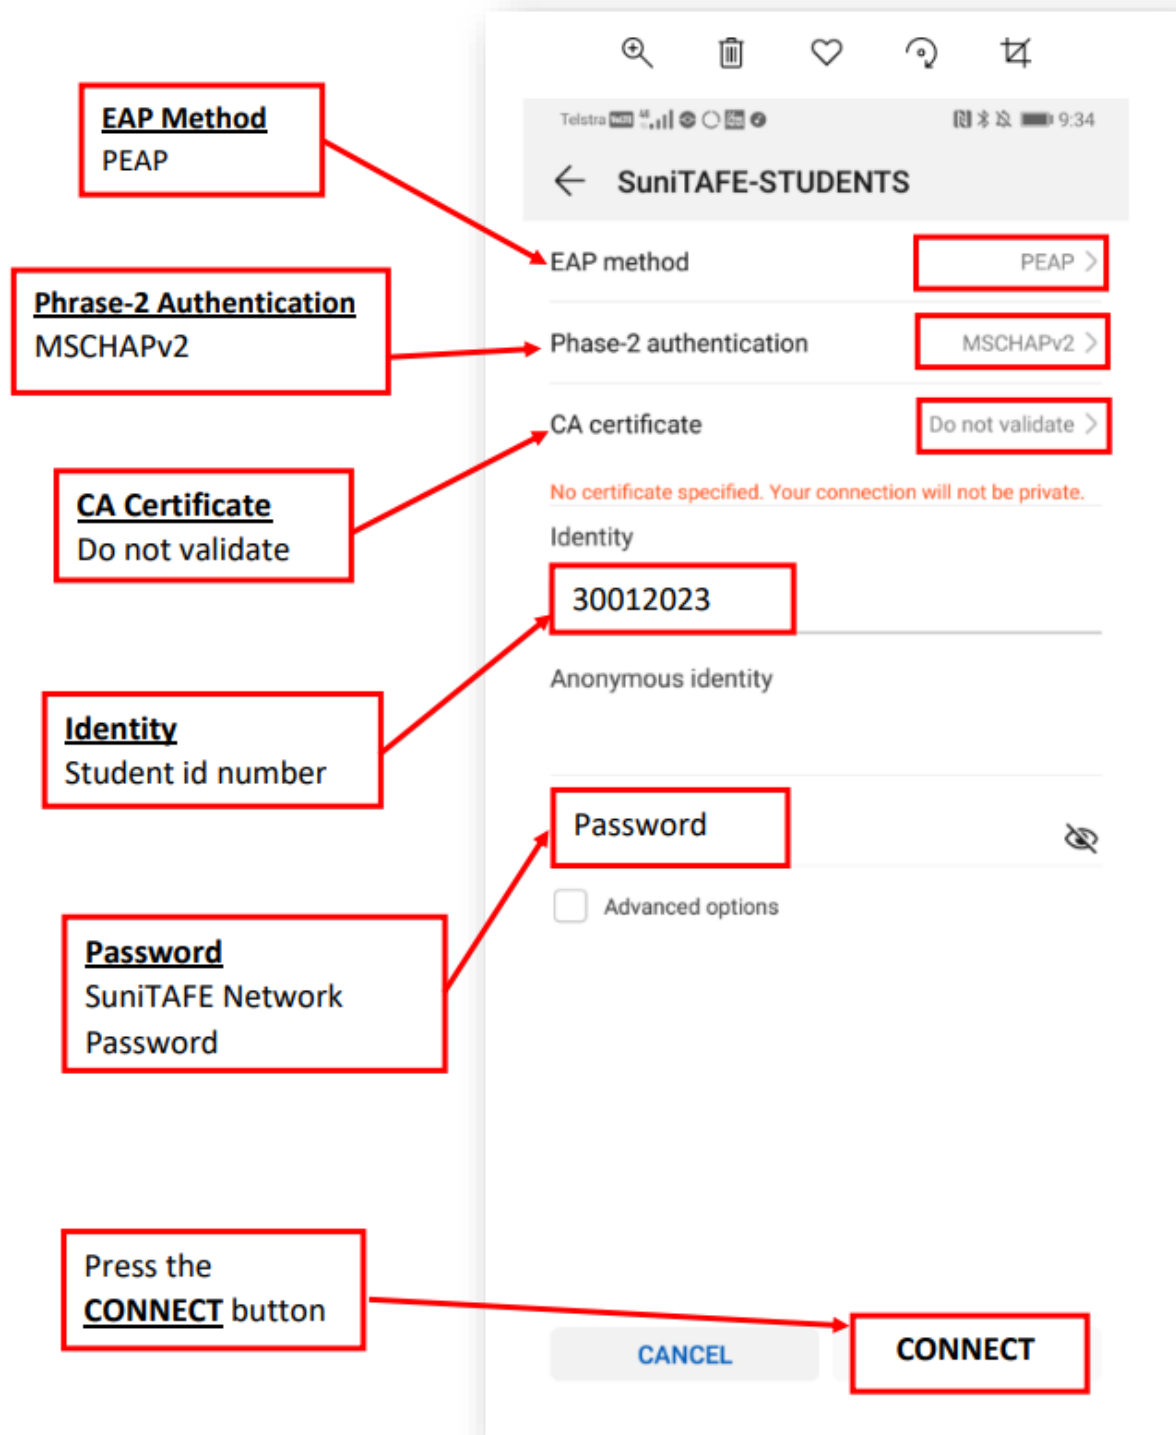 EAP Method
PEAP
Phrase-2 Authentication
MSCHAPv2
CA Certificate
Do not validate
Identity
Student id number
Password
SuniTAFE Network
Password
Press the
CONNECT button
Telstra 9:34
SuniTAFE-STUDENTS
EAP method PEAP
Phase-2 authentication MSCHAPv2
CA certificate Do not validate
No certificate specified. Your connection will not be private.
Identity
30012023
Anonymous identity
Password
Advanced options
CANCEL CONNECT